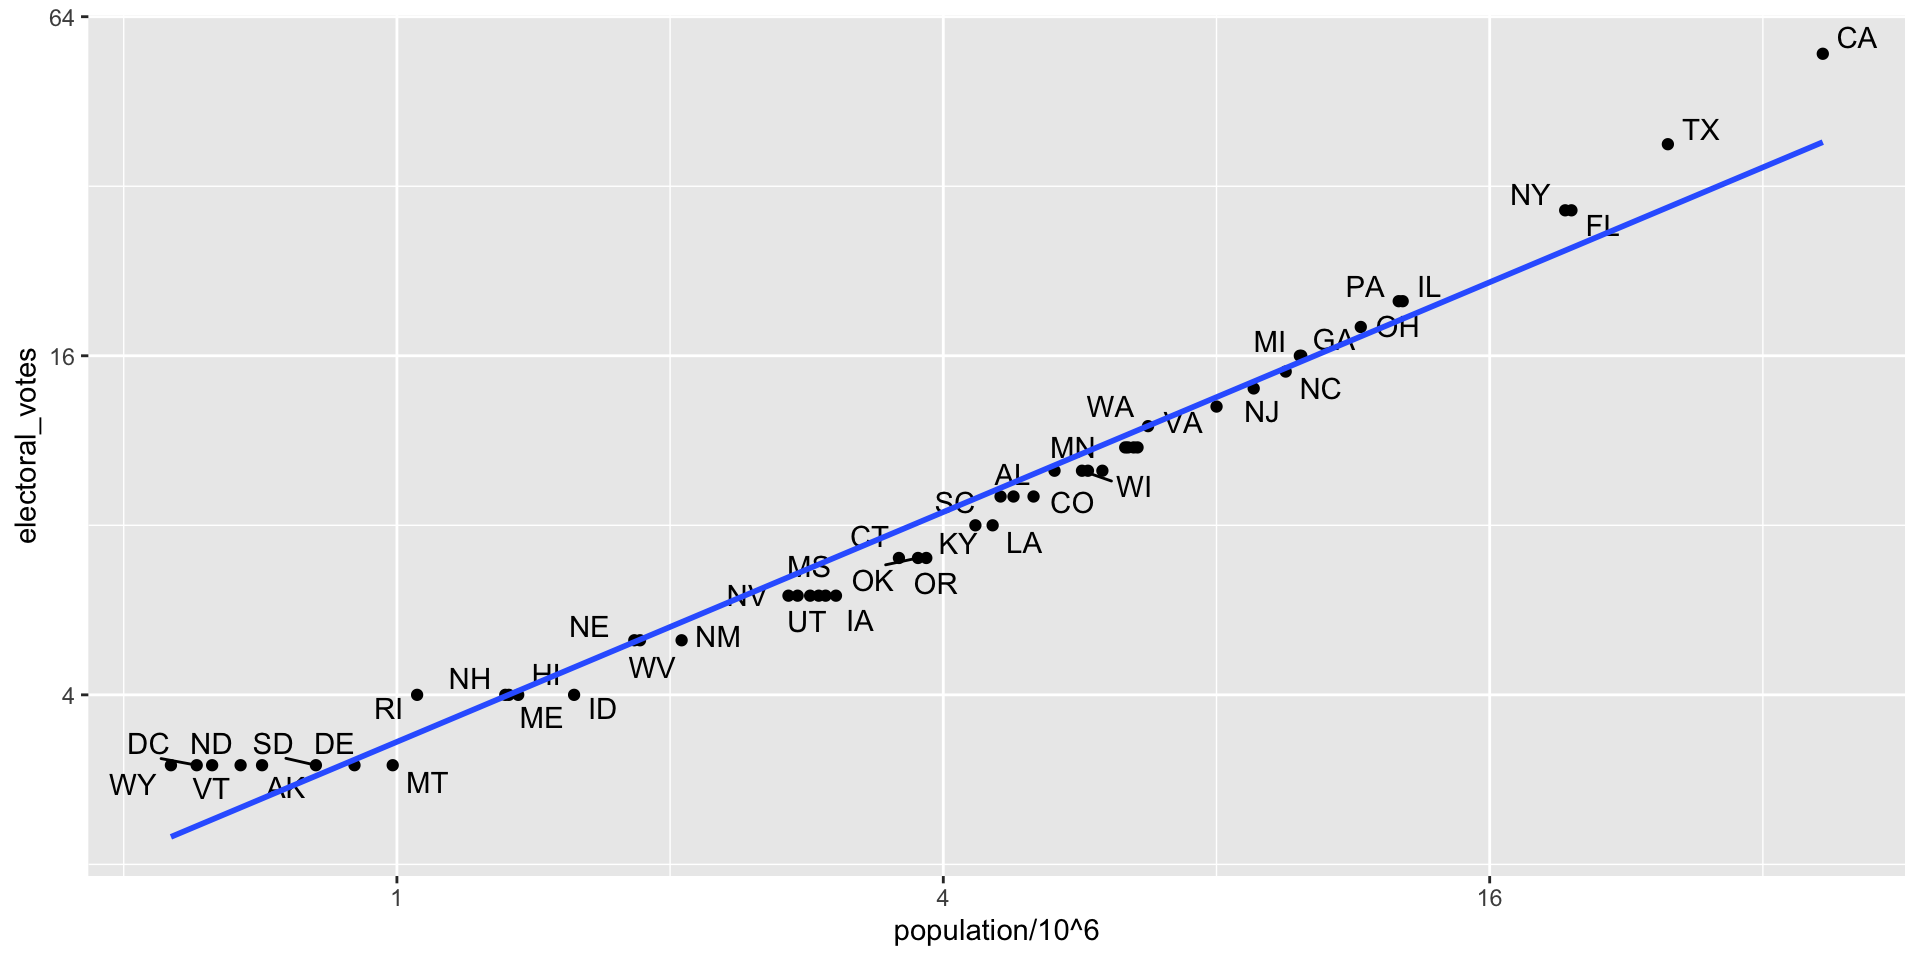 64
CA
TX
NY
FL
PA IL
OH
MI GA
16
NC
WA
VA NJ
MN
AL
WI
SC CO
CT KY LA
MS OK OR
NV
UT IA
NE NM
WV
NH HI
4
RI ID
ME
DC ND SD DE
WY VT AK MT
electoral_votes
1 4 16
population/10^6